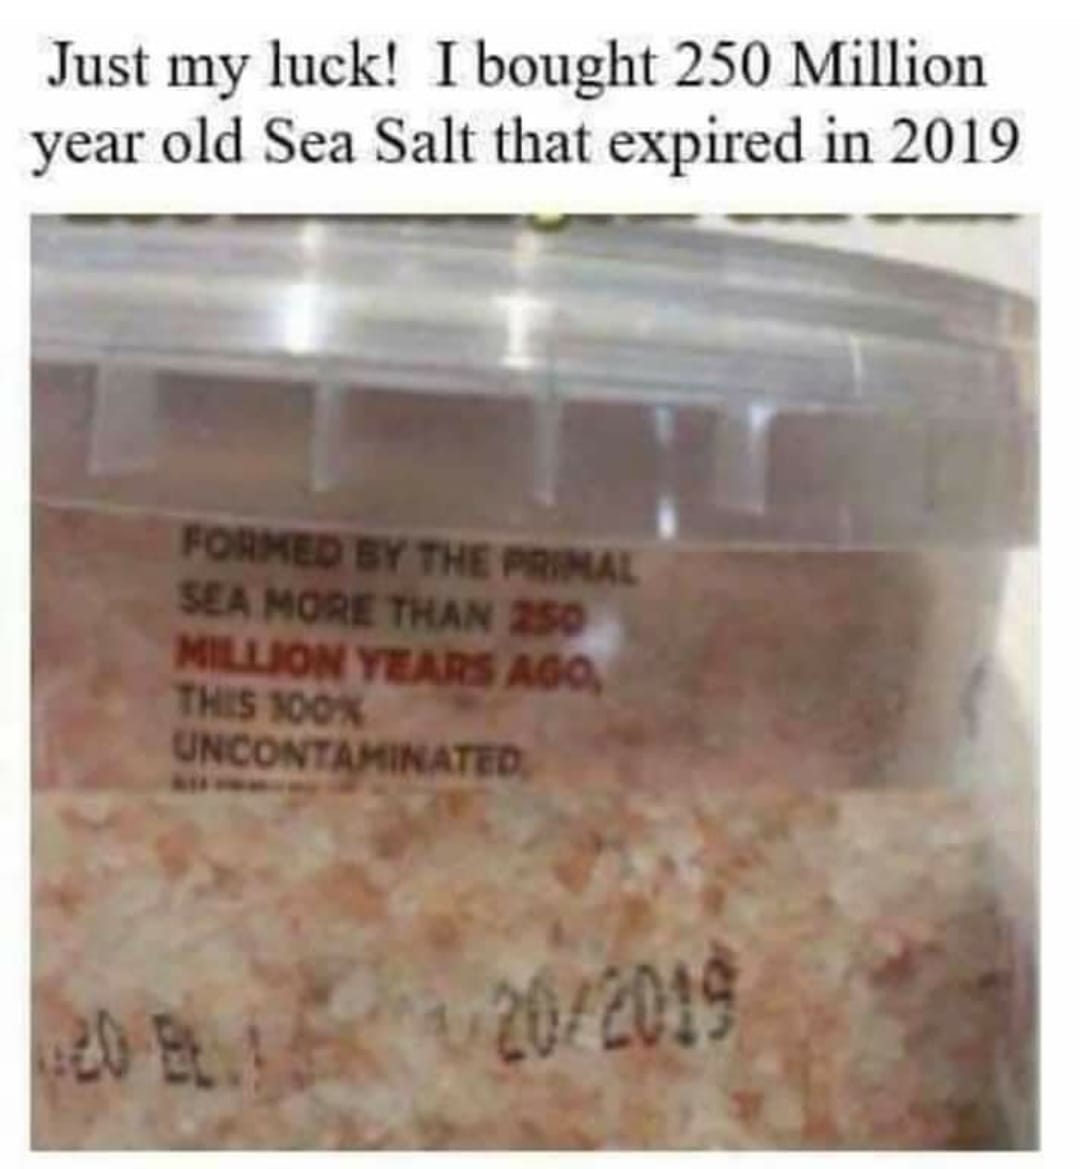 Just my luck!  I bought 250 Million
year old Sea Salt that expired in 2019
FORMED BY THE PRIMAL
SEA MORE THAN 250
MILLION YEARS AGO,
THIS 100%
UNCONTAMINATED,
20/2019